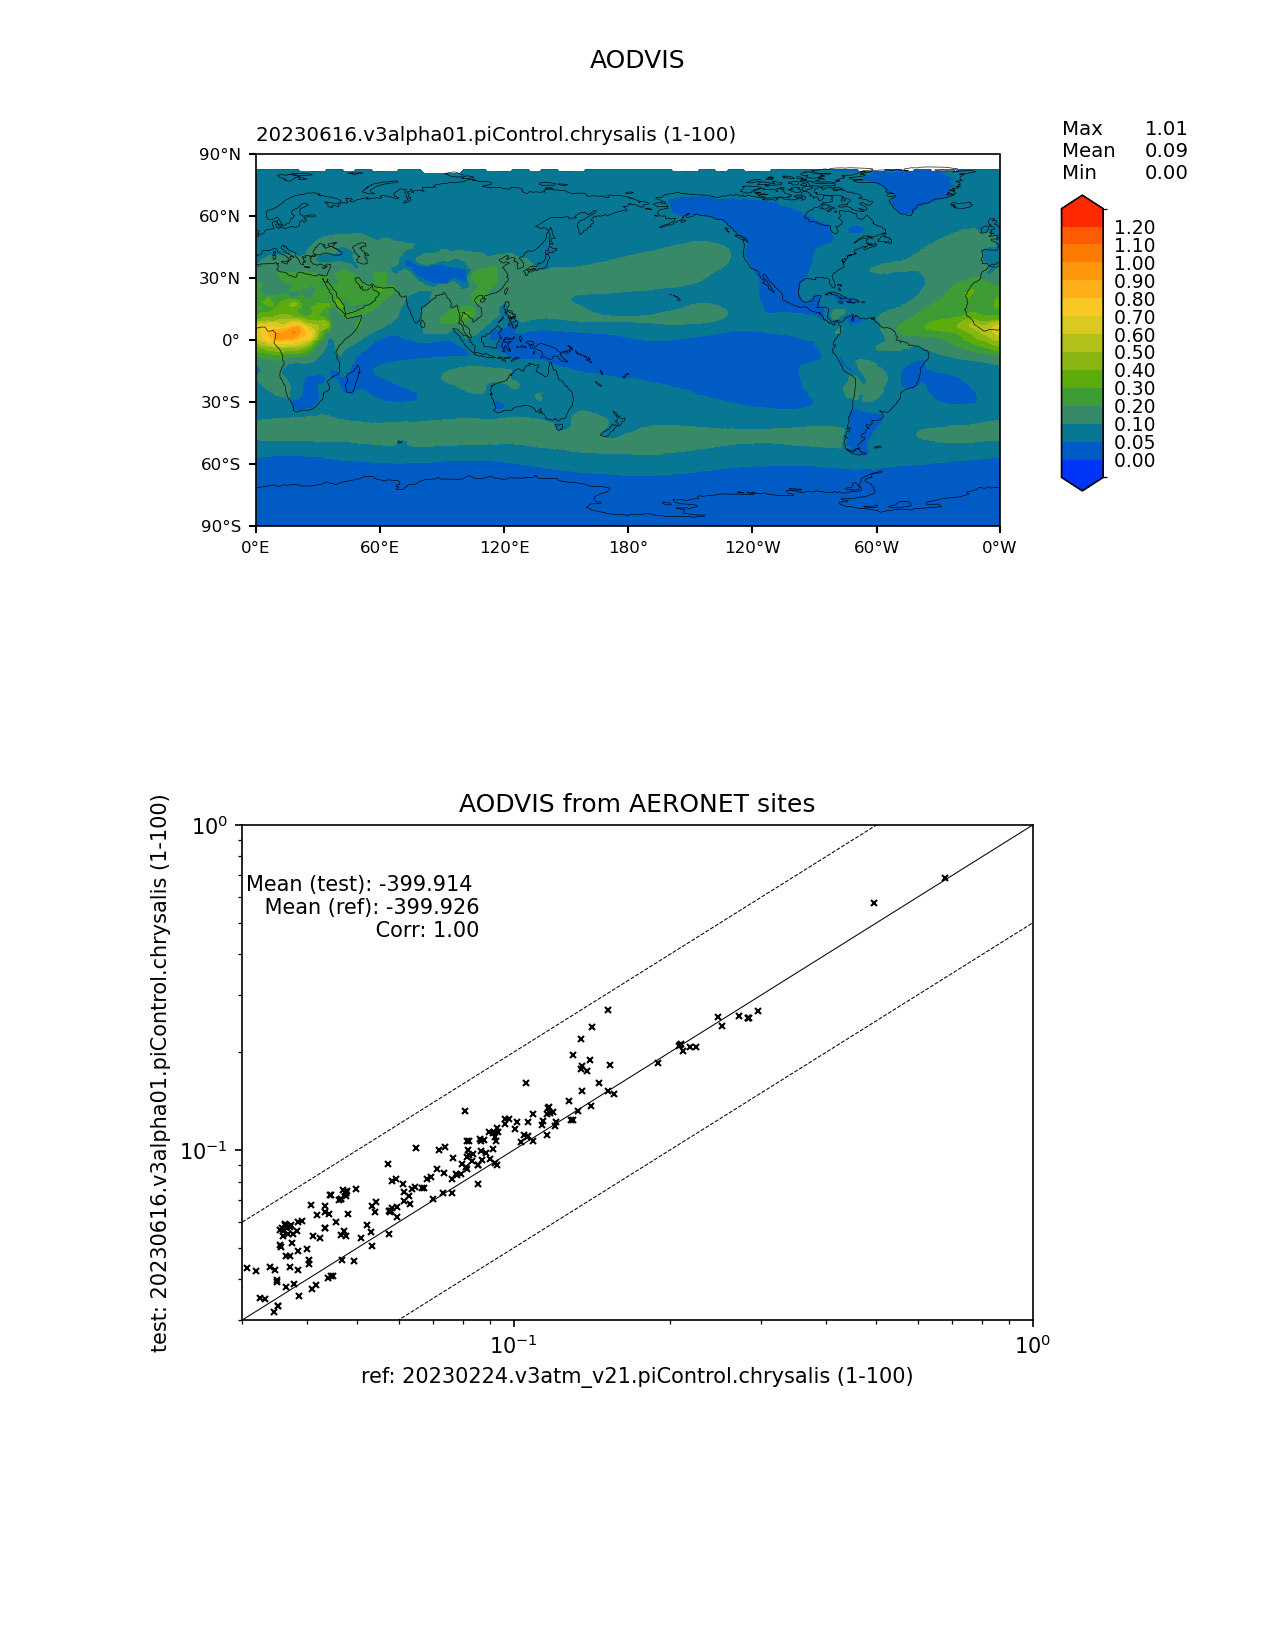 AODVIS
20230616.v3alpha01.piControl.chrysalis (1-100)
Max 1.01
Mean 0.09
Min 0.00
90°N
60°N
30°N
0°
30°S
60°S
90°S
0°E 60°E 120°E 180° 120°W 60°W 0°W
1.20
1.10
1.00
0.90
0.80
0.70
0.60
0.50
0.40
0.30
0.20
0.10
0.05
0.00
AODVIS from AERONET sites
test: 20230616.v3alpha01.piControl.chrysalis (1-100)
10⁰
10⁻¹
Mean (test): -399.914
Mean (ref): -399.926
Corr: 1.00
10⁻¹ 10⁰
ref: 20230224.v3atm_v21.piControl.chrysalis (1-100)